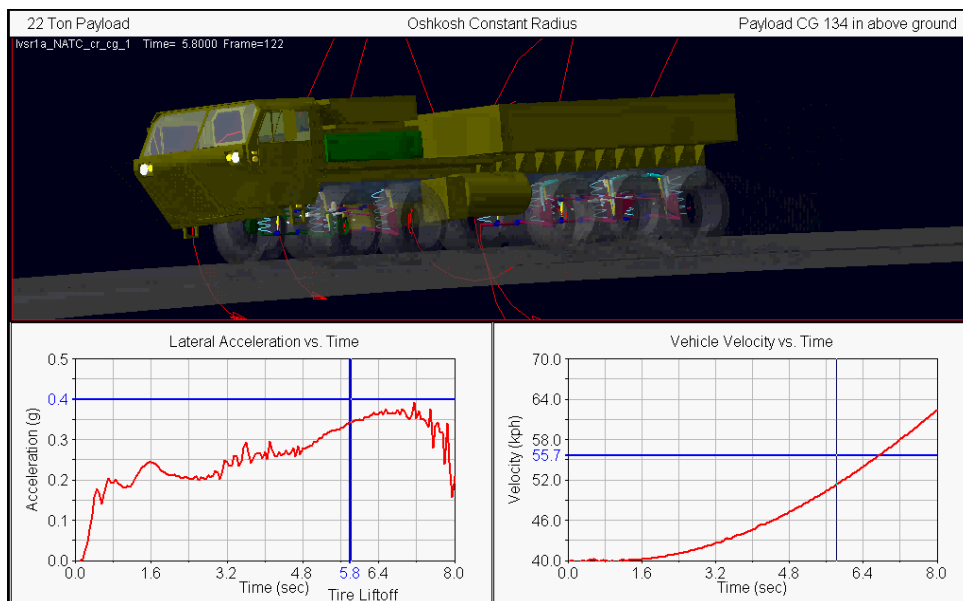 22 Ton Payload Oshkosh Constant Radius Payload CG 134 in above ground
lvsr1a_NATC_cr_cg_1 Time= 5.8000 Frame=122
Lateral Acceleration vs. Time
0.5
0.4
0.3
0.2
0.1
0.0
Acceleration (g)
0.0 1.6 3.2 4.8 5.8 6.4 8.0
Time (sec)
Tire Liftoff
Vehicle Velocity vs. Time
70.0
64.0
58.0
55.7
52.0
46.0
40.0
Velocity (kph)
0.0 1.6 3.2 4.8 6.4 8.0
Time (sec)